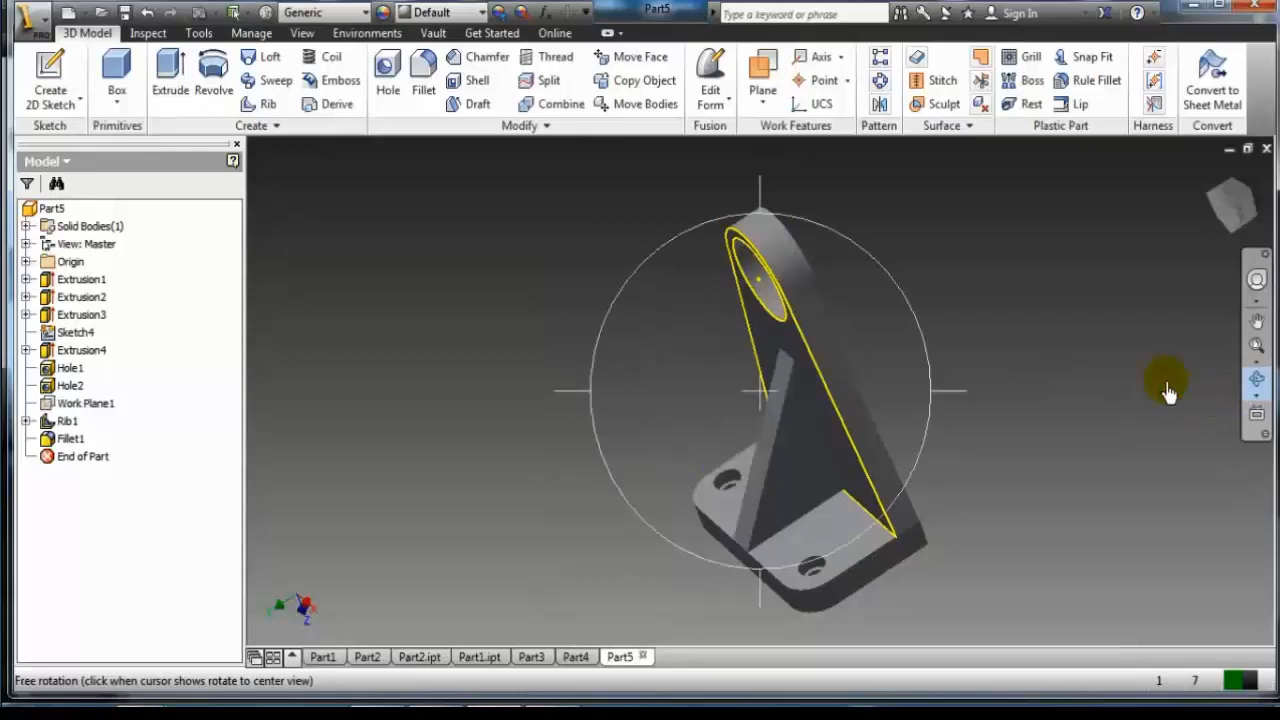 PRO
Generic
Default
Part5
Type a keyword or phrase
Sign In
3D Model Inspect Tools Manage View Environments Vault Get Started Online
Create
2D Sketch
Box
Extrude
Revolve
Loft
Coil
Sweep
Emboss
Rib
Derive
Hole
Fillet
Chamfer
Thread
Move Face
Shell
Split
Copy Object
Draft
Combine
Move Bodies
Edit
Form
Plane
Axis
Point
UCS
Stitch
Sculpt
Grill
Snap Fit
Boss
Rule Fillet
Rest
Lip
Convert to
Sheet Metal
Sketch Primitives Create Modify Fusion Work Features Pattern Surface Plastic Part Harness Convert
Model
Part5
Solid Bodies(1)
View: Master
Origin
Extrusion1
Extrusion2
Extrusion3
Sketch4
Extrusion4
Hole1
Hole2
Work Plane1
Rib1
Fillet1
End of Part
Z
Part1 Part2 Part2.ipt Part1.ipt Part3 Part4 Part5
Free rotation (click when cursor shows rotate to center view)
1 7